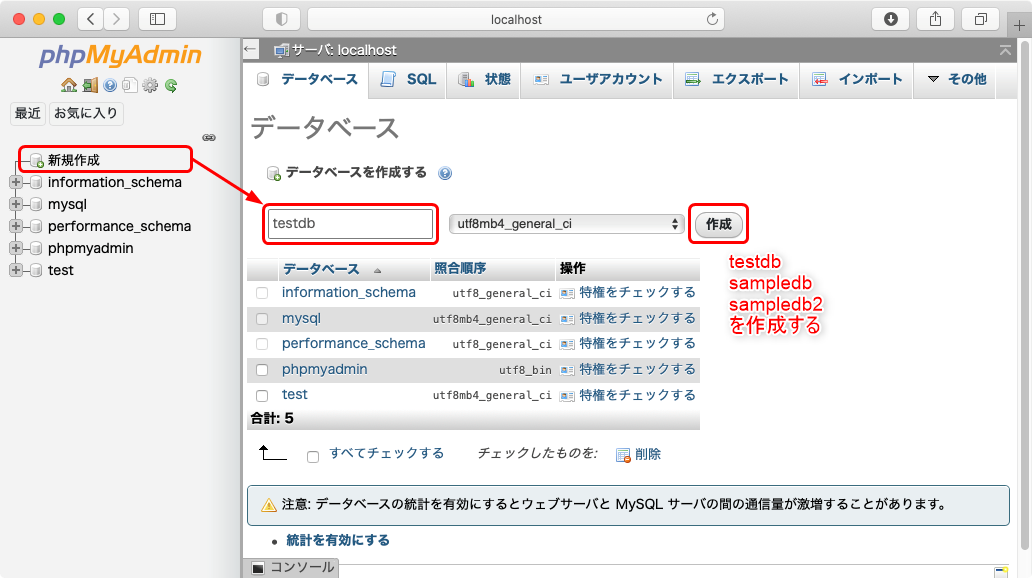 localhost
phpMyAdmin
最近 お気に入り
新規作成
information_schema
mysql
performance_schema
phpmyadmin
test
サーバ: localhost
データベース SQL 状態 ユーザアカウント エクスポート インポート その他
データベース
データベースを作成する
testdb utf8mb4_general_ci 作成
testdb
sampledb
sampledb2
を作成する
データベース 照合順序 操作
information_schema utf8_general_ci 特権をチェックする
mysql utf8mb4_general_ci 特権をチェックする
performance_schema utf8_general_ci 特権をチェックする
phpmyadmin utf8_bin 特権をチェックする
test utf8mb4_general_ci 特権をチェックする
合計: 5
すべてチェックする チェックしたものを: 削除
注意: データベースの統計を有効にするとウェブサーバと MySQL サーバの間の通信量が激増することがあります。
統計を有効にする
コンソール